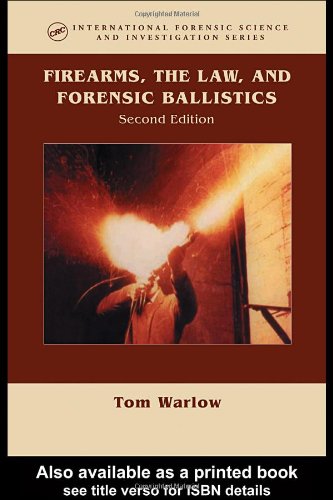 CRC
INTERNATIONAL FORENSIC SCIENCE
AND INVESTIGATION SERIES
FIREARMS, THE LAW, AND
FORENSIC BALLISTICS
Second Edition
Tom Warlow
Also available as a printed book
see title verso for ISBN details